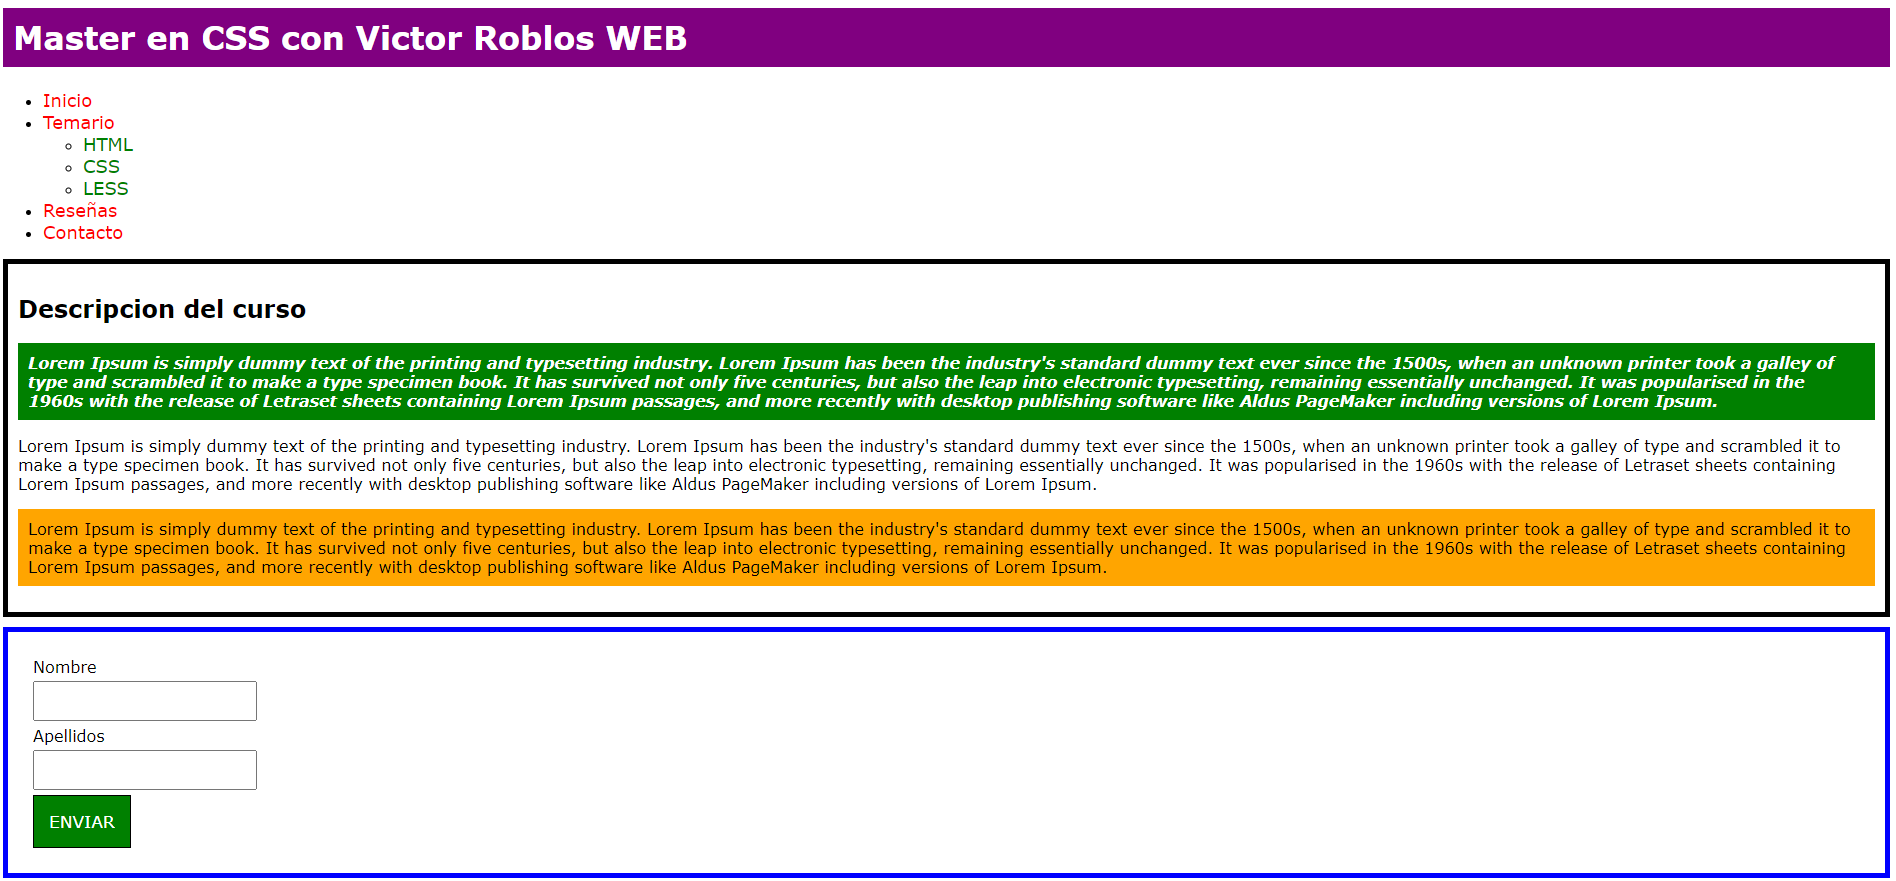 Master en CSS con Victor Roblos WEB
Inicio
Temario
HTML
CSS
LESS
Reseñas
Contacto
Descripcion del curso
Lorem Ipsum is simply dummy text of the printing and typesetting industry. Lorem Ipsum has been the industry's standard dummy text ever since the 1500s, when an unknown printer took a galley of
type and scrambled it to make a type specimen book. It has survived not only five centuries, but also the leap into electronic typesetting, remaining essentially unchanged. It was popularised in the
1960s with the release of Letraset sheets containing Lorem Ipsum passages, and more recently with desktop publishing software like Aldus PageMaker including versions of Lorem Ipsum.
Lorem Ipsum is simply dummy text of the printing and typesetting industry. Lorem Ipsum has been the industry's standard dummy text ever since the 1500s, when an unknown printer took a galley of type and scrambled it to
make a type specimen book. It has survived not only five centuries, but also the leap into electronic typesetting, remaining essentially unchanged. It was popularised in the 1960s with the release of Letraset sheets containing
Lorem Ipsum passages, and more recently with desktop publishing software like Aldus PageMaker including versions of Lorem Ipsum.
Lorem Ipsum is simply dummy text of the printing and typesetting industry. Lorem Ipsum has been the industry's standard dummy text ever since the 1500s, when an unknown printer took a galley of type and scrambled it to
make a type specimen book. It has survived not only five centuries, but also the leap into electronic typesetting, remaining essentially unchanged. It was popularised in the 1960s with the release of Letraset sheets containing
Lorem Ipsum passages, and more recently with desktop publishing software like Aldus PageMaker including versions of Lorem Ipsum.
Nombre
Apellidos
ENVIAR